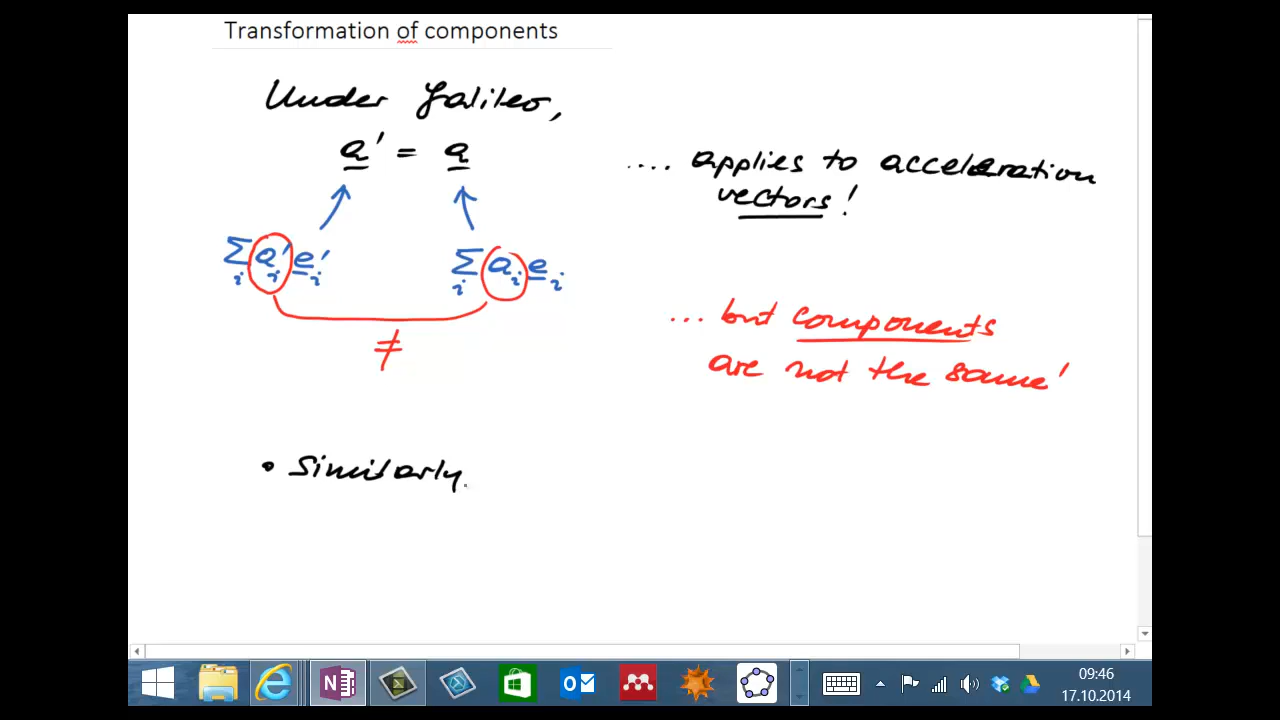 Transformation of components
Under Galileo,
a' = a
.... applies to acceleration
vectors!
∑ᵢ a'ᵢ e'ᵢ
∑ᵢ aᵢ eᵢ
≠
... but components
are not the same!
• Similarly,
09:46
17.10.2014